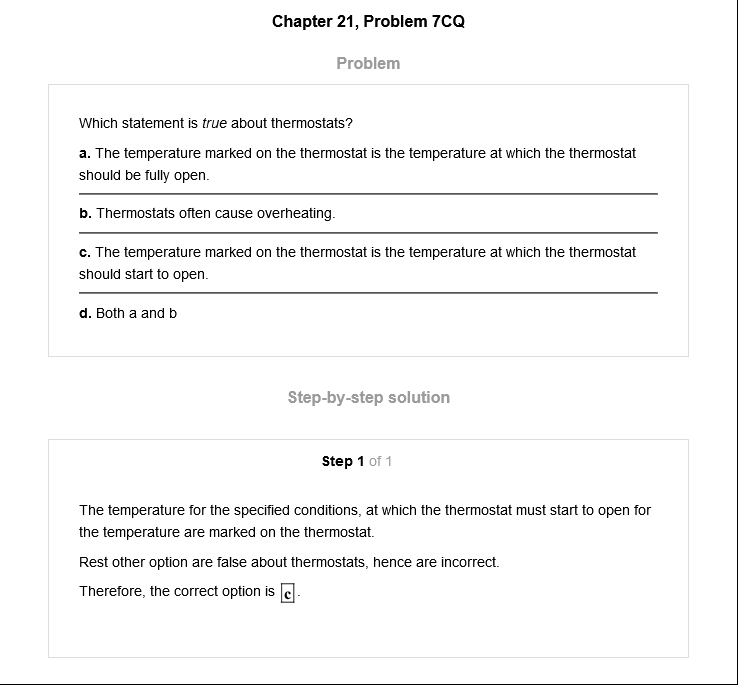 Chapter 21, Problem 7CQ
Problem
Which statement is true about thermostats?
a. The temperature marked on the thermostat is the temperature at which the thermostat
should be fully open.
b. Thermostats often cause overheating.
c. The temperature marked on the thermostat is the temperature at which the thermostat
should start to open.
d. Both a and b
Step-by-step solution
Step 1 of 1
The temperature for the specified conditions, at which the thermostat must start to open for
the temperature are marked on the thermostat.
Rest other option are false about thermostats, hence are incorrect.
Therefore, the correct option is c.